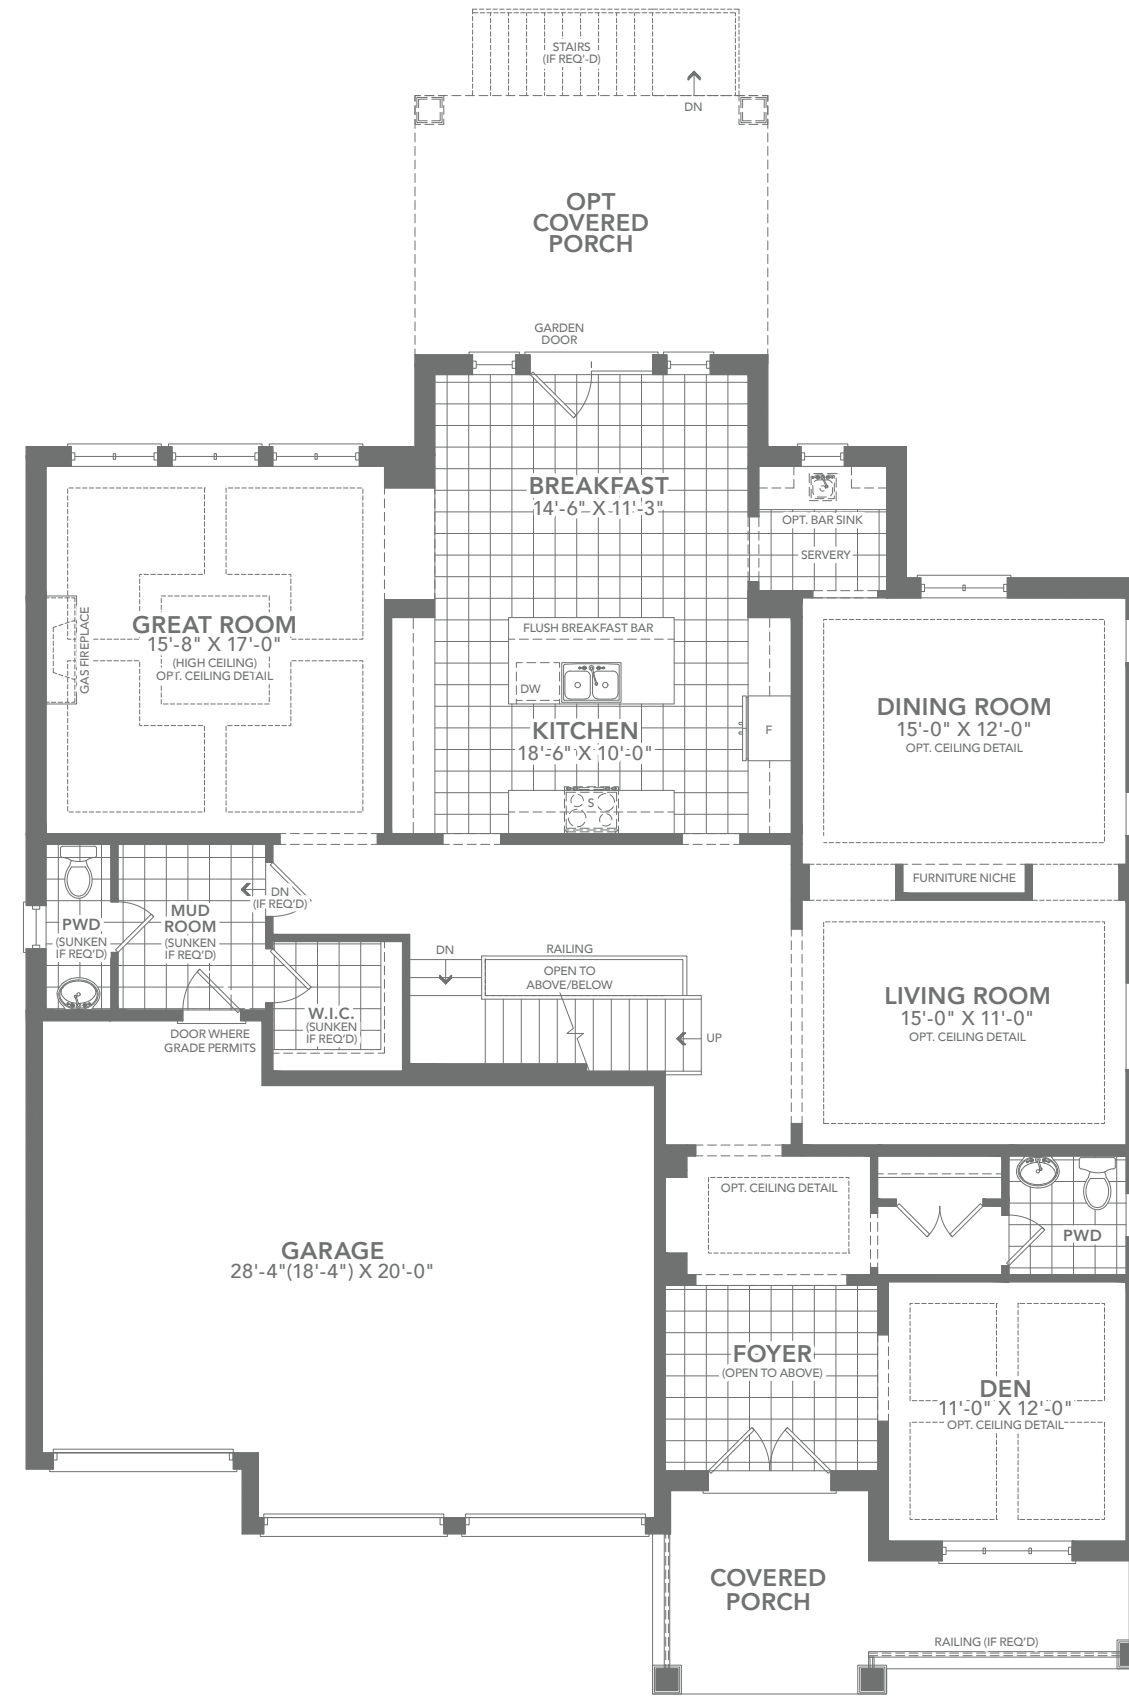 STAIRS
(IF REQ'-D)
DN
OPT
COVERED
PORCH
GARDEN
DOOR
BREAKFAST
14'-6" X 11'-3"
OPT. BAR SINK
SERVERY
GREAT ROOM
15'-8" X 17'-0"
(HIGH CEILING)
OPT. CEILING DETAIL
GAS FIREPLACE
FLUSH BREAKFAST BAR
DW
KITCHEN
18'-6" X 10'-0"
F
S
DINING ROOM
15'-0" X 12'-0"
OPT. CEILING DETAIL
FURNITURE NICHE
PWD
(SUNKEN
IF REQ'D)
MUD
ROOM
(SUNKEN
IF REQ'D)
DN
(IF REQ'D)
W.I.C.
(SUNKEN
IF REQ'D)
DOOR WHERE
GRADE PERMITS
DN
RAILING
OPEN TO
ABOVE/BELOW
UP
LIVING ROOM
15'-0" X 11'-0"
OPT. CEILING DETAIL
OPT. CEILING DETAIL
PWD
GARAGE
28'-4"(18'-4") X 20'-0"
FOYER
(OPEN TO ABOVE)
DEN
11'-0" X 12'-0"
OPT. CEILING DETAIL
COVERED
PORCH
RAILING (IF REQ'D)